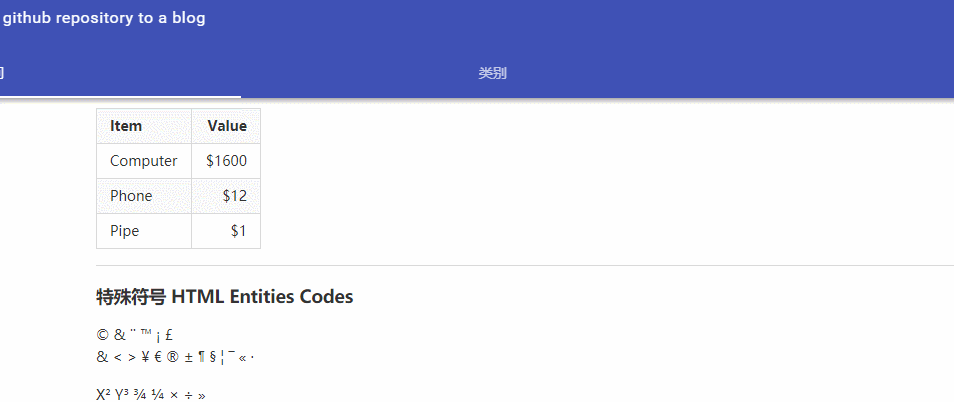 github repository to a blog
类别
Item Value
Computer $1600
Phone $12
Pipe $1
特殊符号 HTML Entities Codes
© & ¨ ™ ¡ £
& < > ¥ € ® ± ¶ § ¦ ¯ « ·
X² Y³ ¾ ¼ × ÷ »